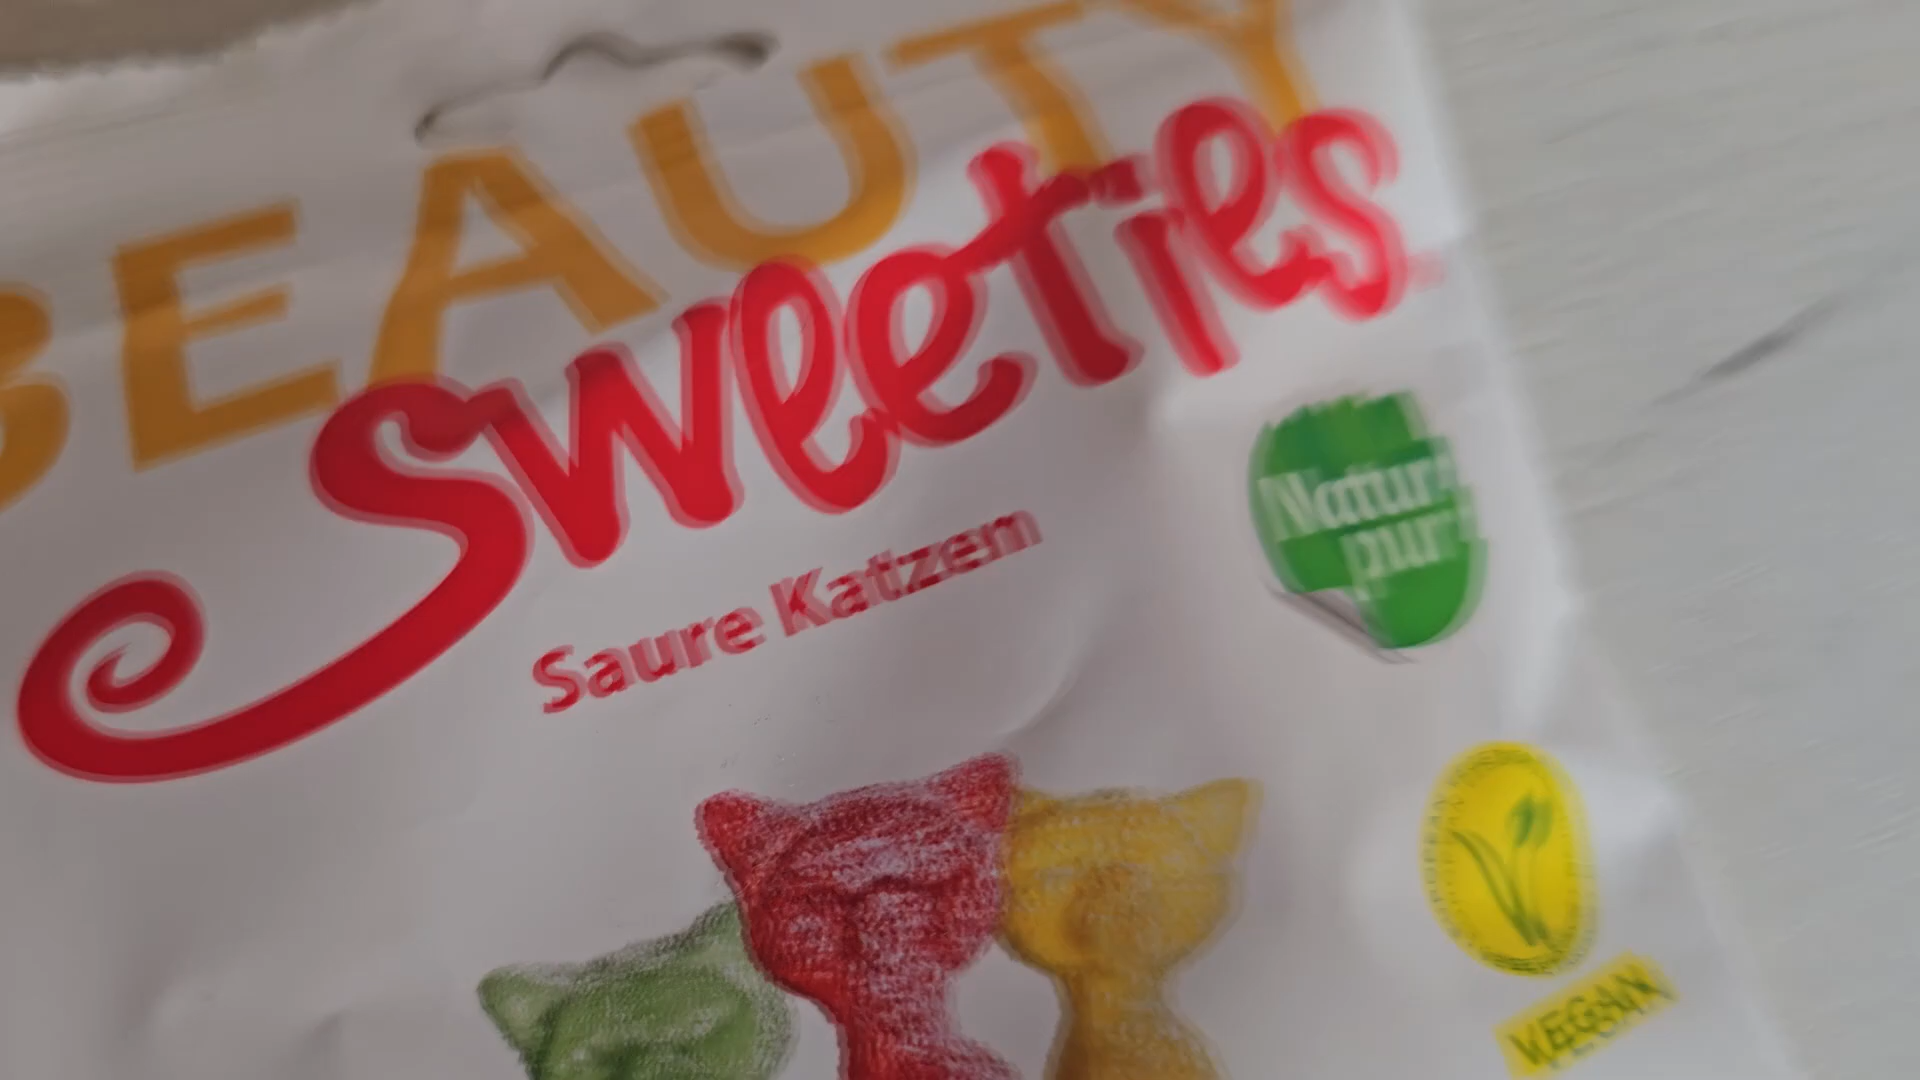 BEAUTY
Sweeties
Saure Katzen
Natur
pur!
VEGAN